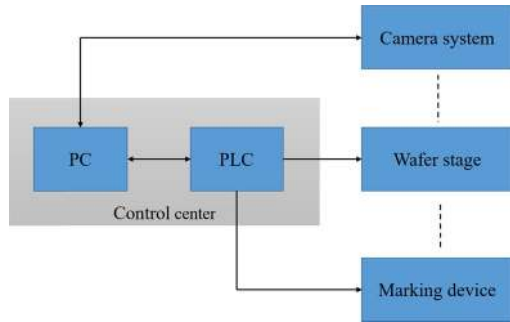 Camera system
PC
PLC
Wafer stage
Control center
Marking device